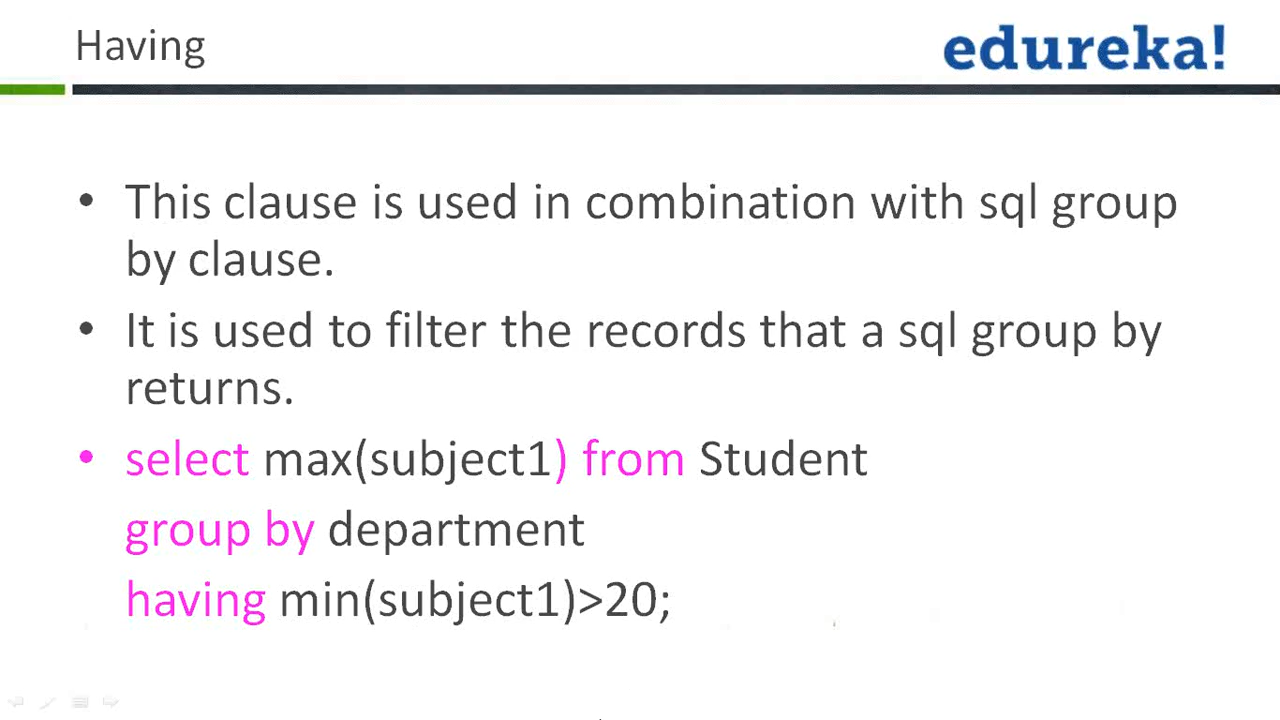 Having
edureka!
• This clause is used in combination with sql group
by clause.
• It is used to filter the records that a sql group by
returns.
• select max(subject1) from Student
group by department
having min(subject1)>20;